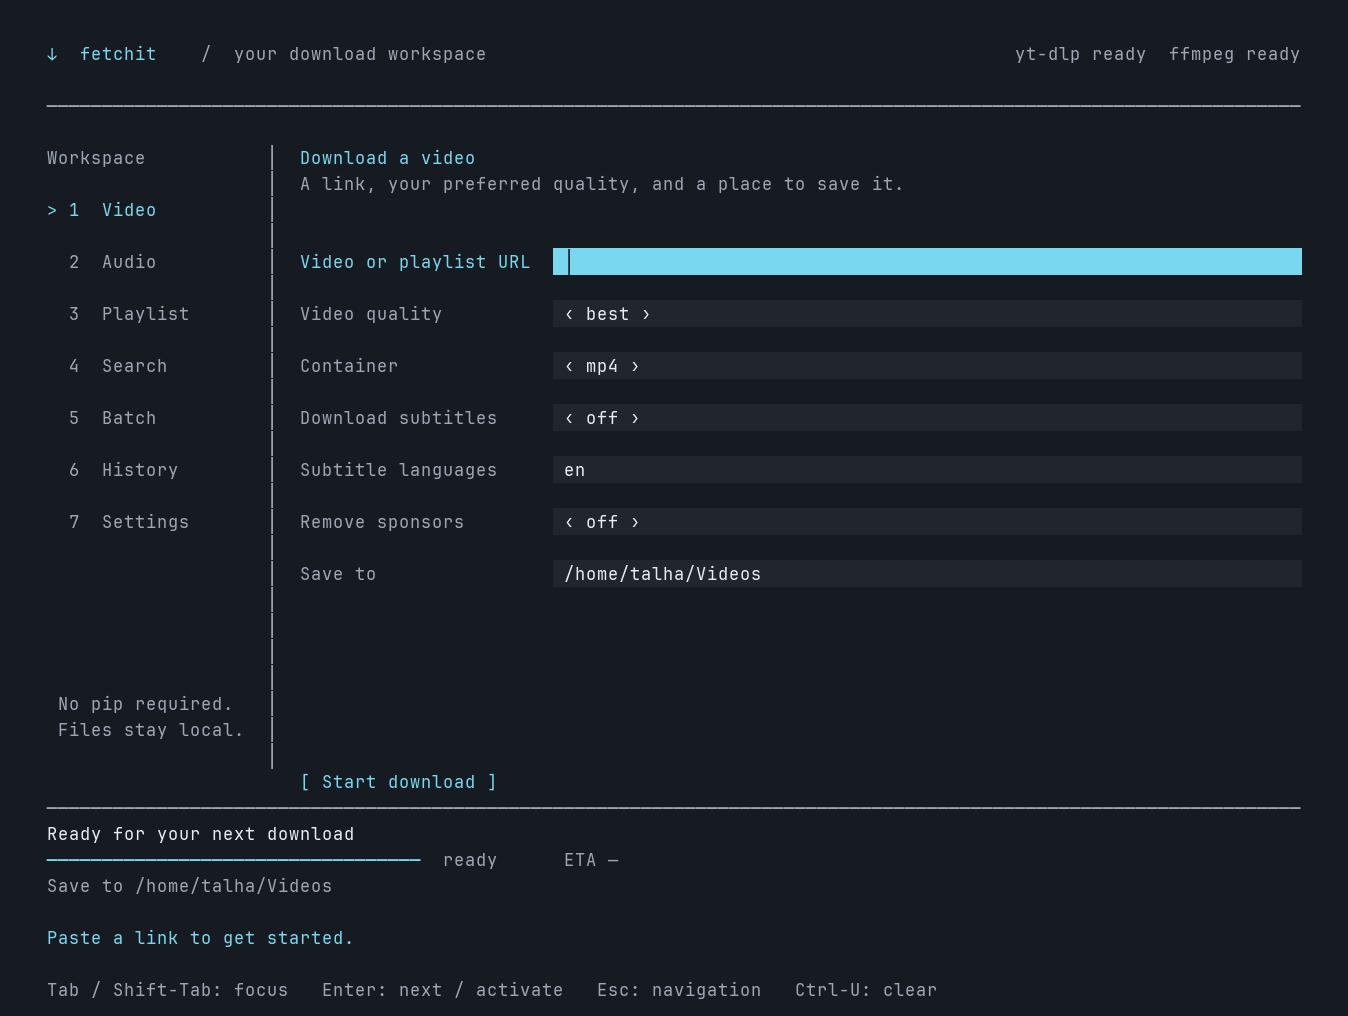 ↓ fetchit / your download workspace yt-dlp ready ffmpeg ready
Workspace
> 1 Video
2 Audio
3 Playlist
4 Search
5 Batch
6 History
7 Settings
No pip required.
Files stay local.
Download a video
A link, your preferred quality, and a place to save it.
Video or playlist URL
Video quality ‹ best ›
Container ‹ mp4 ›
Download subtitles ‹ off ›
Subtitle languages en
Remove sponsors ‹ off ›
Save to /home/talha/Videos
[ Start download ]
Ready for your next download
ready ETA —
Save to /home/talha/Videos
Paste a link to get started.
Tab / Shift-Tab: focus Enter: next / activate Esc: navigation Ctrl-U: clear